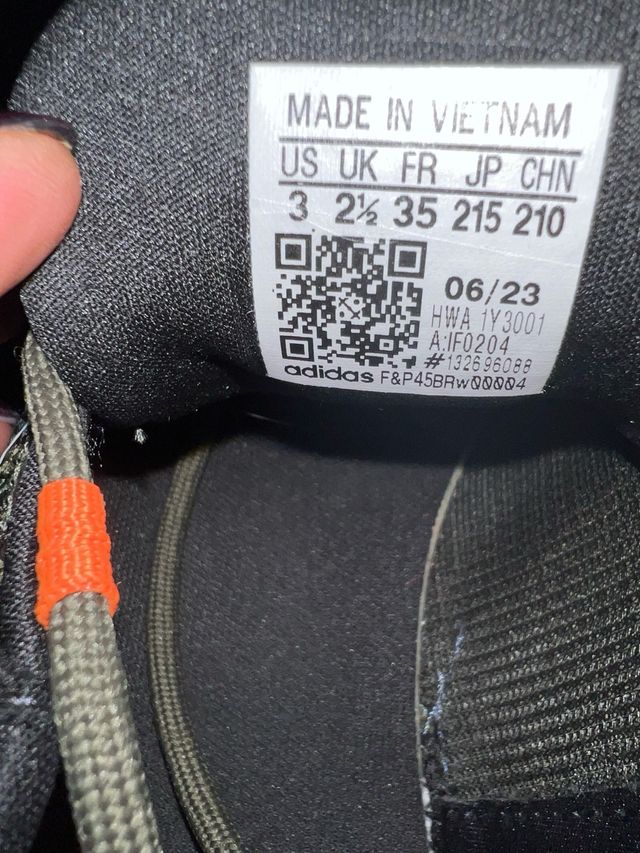 MADE IN VIETNAM
US UK FR JP CHN
3 2½ 35 215 210
06/23
HWA 1Y3001
A:IF0204
#132696088
adidas F&P45BRW00004